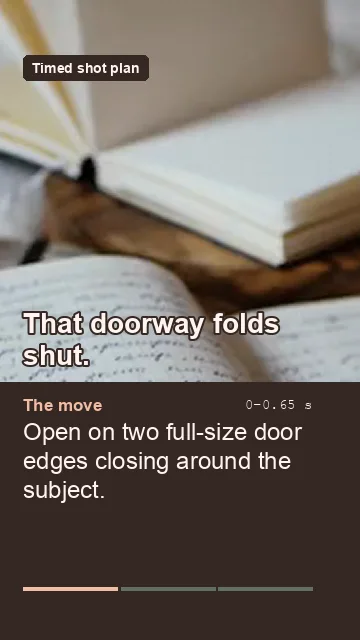 Timed shot plan
That doorway folds
shut.
The move
0–0.65 s
Open on two full-size door
edges closing around the
subject.